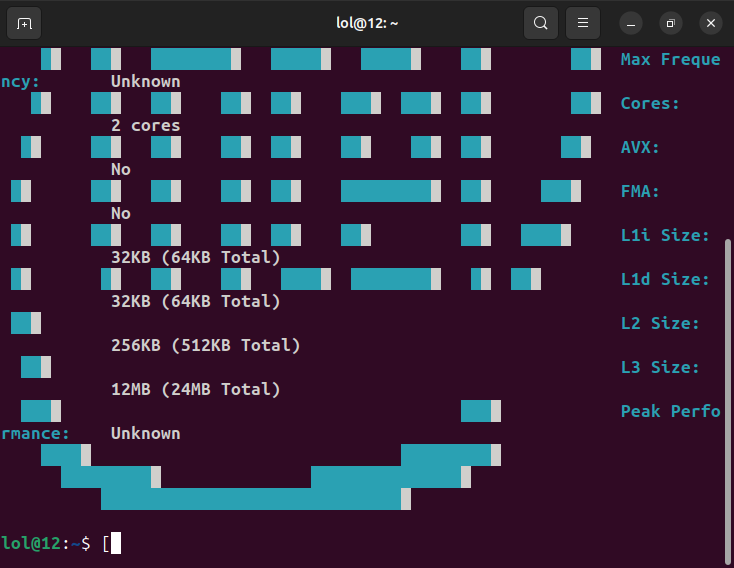 lol@12: ~
Max Freque
ncy: Unknown
Cores:
2 cores
AVX:
No
FMA:
No
L1i Size:
32KB (64KB Total)
L1d Size:
32KB (64KB Total)
L2 Size:
256KB (512KB Total)
L3 Size:
12MB (24MB Total)
Peak Perfo
rmance: Unknown
lol@12:~$ [